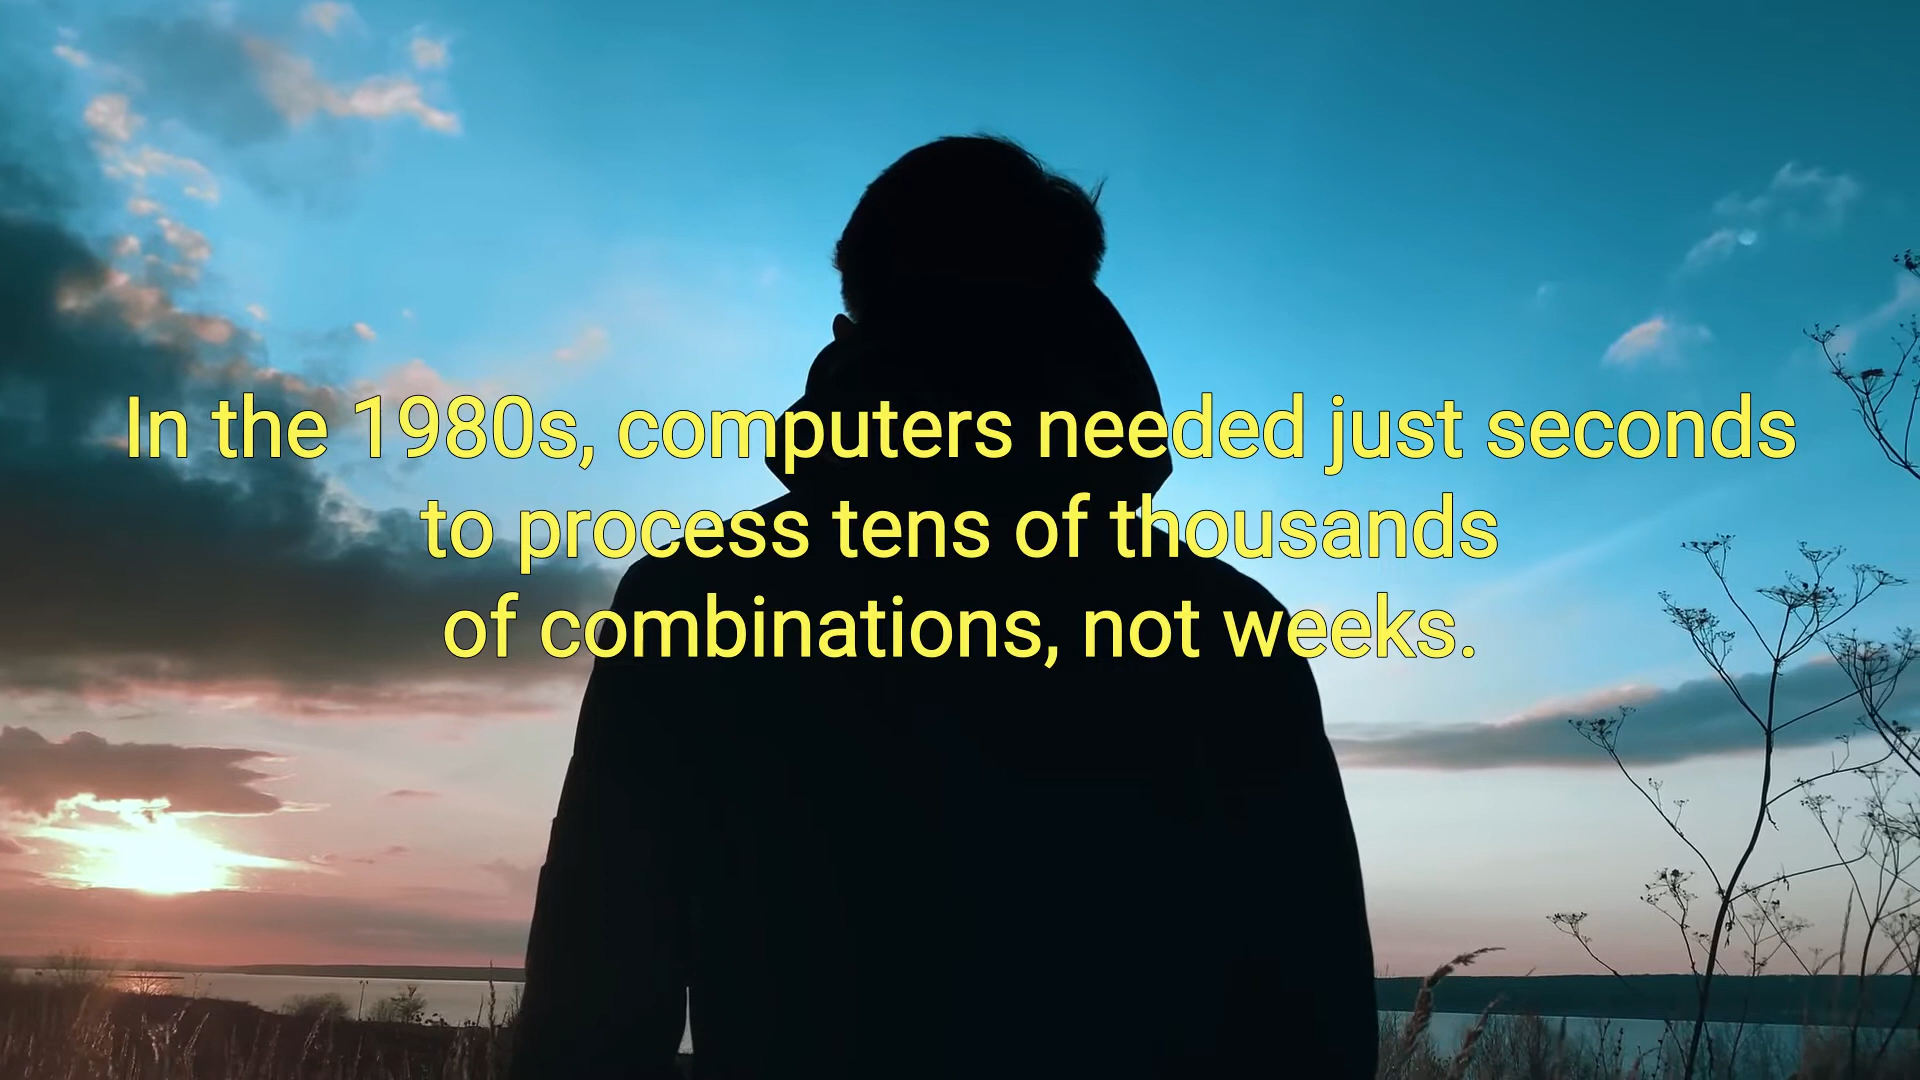 In the 1980s, computers needed just seconds
to process tens of thousands
of combinations, not weeks.